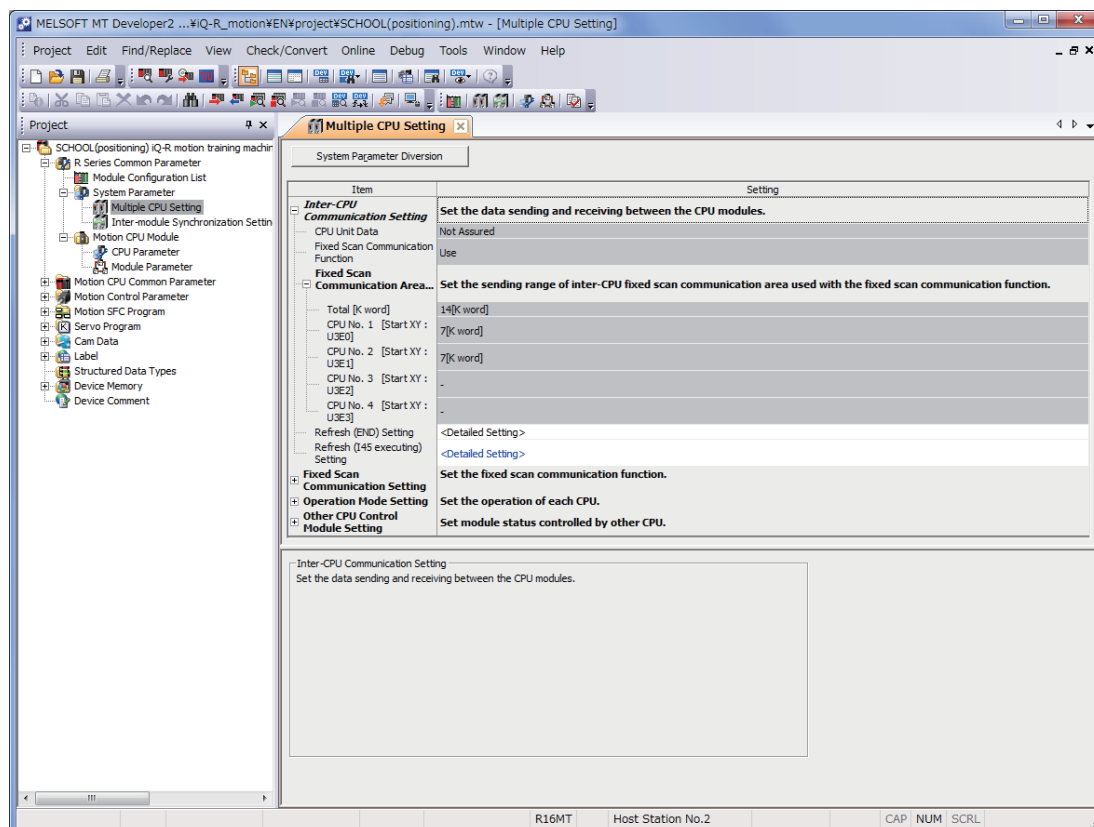 MELSOFT MT Developer2 ...¥iQ-R_motion¥EN¥project¥SCHOOL(positioning).mtw - [Multiple CPU Setting]
Project Edit Find/Replace View Check/Convert Online Debug Tools Window Help
Project
Multiple CPU Setting
SCHOOL(positioning) iQ-R motion training machin
R Series Common Parameter
Module Configuration List
System Parameter
Multiple CPU Setting
Inter-module Synchronization Settin
Motion CPU Module
CPU Parameter
Module Parameter
Motion CPU Common Parameter
Motion Control Parameter
Motion SFC Program
Servo Program
Cam Data
Label
Structured Data Types
Device Memory
Device Comment
System Parameter Diversion
Item Setting
Inter-CPU
Communication Setting
Set the data sending and receiving between the CPU modules.
CPU Unit Data Not Assured
Fixed Scan Communication
Function
Use
Fixed Scan
Communication Area...
Set the sending range of inter-CPU fixed scan communication area used with the fixed scan communication function.
Total [K word] 14[K word]
CPU No. 1 [Start XY :
U3E0]
7[K word]
CPU No. 2 [Start XY :
U3E1]
7[K word]
CPU No. 3 [Start XY :
U3E2]
-
CPU No. 4 [Start XY :
U3E3]
-
Refresh (END) Setting <Detailed Setting>
Refresh (I45 executing)
Setting
<Detailed Setting>
Fixed Scan
Communication Setting
Set the fixed scan communication function.
Operation Mode Setting Set the operation of each CPU.
Other CPU Control
Module Setting
Set module status controlled by other CPU.
Inter-CPU Communication Setting
Set the data sending and receiving between the CPU modules.
R16MT Host Station No.2 CAP NUM SCRL